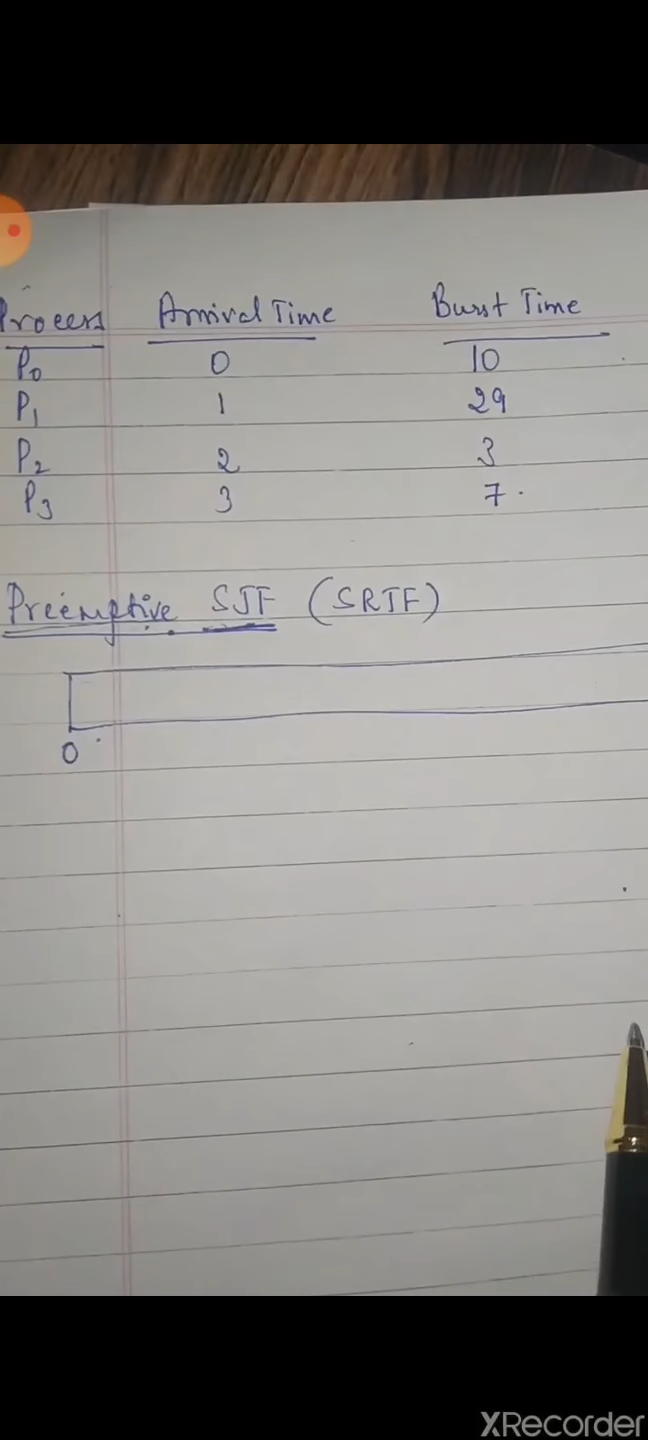 Process Arrival Time Burst Time
P0 0 10
P1 1 29
P2 2 3
P3 3 7.
Preemptive SJF (SRTF)
0
XRecorder